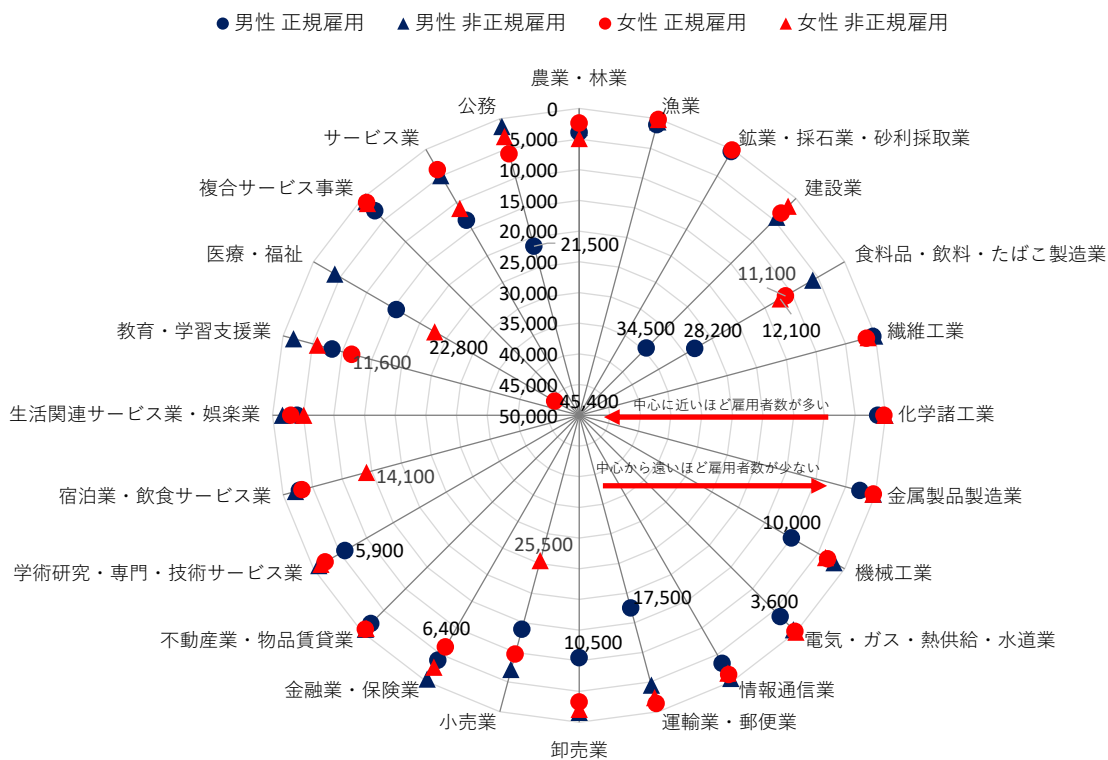 男性 正規雇用 男性 非正規雇用 女性 正規雇用 女性 非正規雇用
農業・林業
漁業
鉱業・採石業・砂利採取業
建設業
食料品・飲料・たばこ製造業
繊維工業
化学諸工業
金属製品製造業
機械工業
電気・ガス・熱供給・水道業
情報通信業
運輸業・郵便業
卸売業
小売業
金融業・保険業
不動産業・物品賃貸業
学術研究・専門・技術サービス業
宿泊業・飲食サービス業
生活関連サービス業・娯楽業
教育・学習支援業
医療・福祉
複合サービス事業
サービス業
公務
0
5,000
10,000
15,000
20,000
25,000
30,000
35,000
40,000
45,000
50,000
21,500
34,500
28,200
11,100
12,100
45,400
中心に近いほど雇用者数が多い
中心から遠いほど雇用者数が少ない
10,000
3,600
17,500
10,500
25,500
6,400
5,900
14,100
11,600
22,800